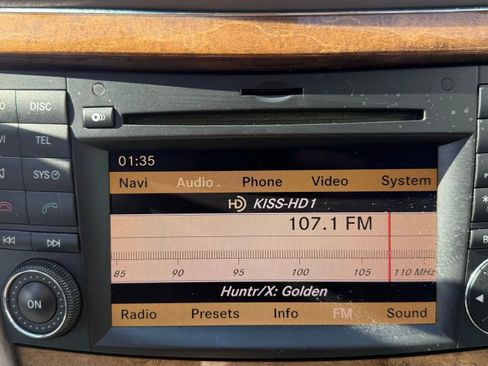 DISC
TEL
SYS
ON
01:35
Navi Audio Phone Video System
HD KISS-HD1
107.1 FM
85 90 95 100 105 110 MHz
Huntr/X: Golden
Radio Presets Info FM Sound